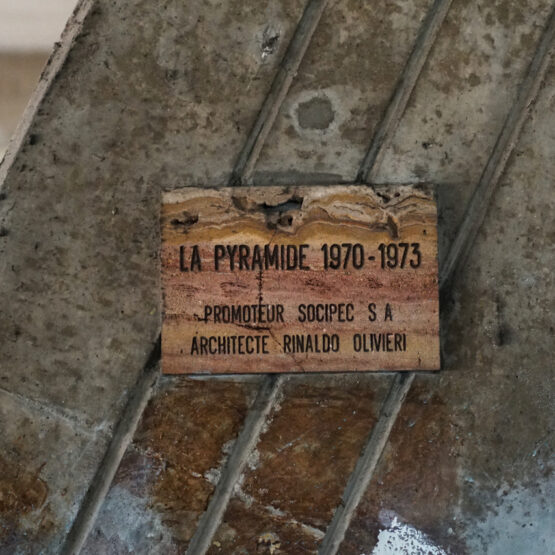 LA PYRAMIDE 1970-1973
PROMOTEUR SOCIPEC S A
ARCHITECTE RINALDO OLIVIERI